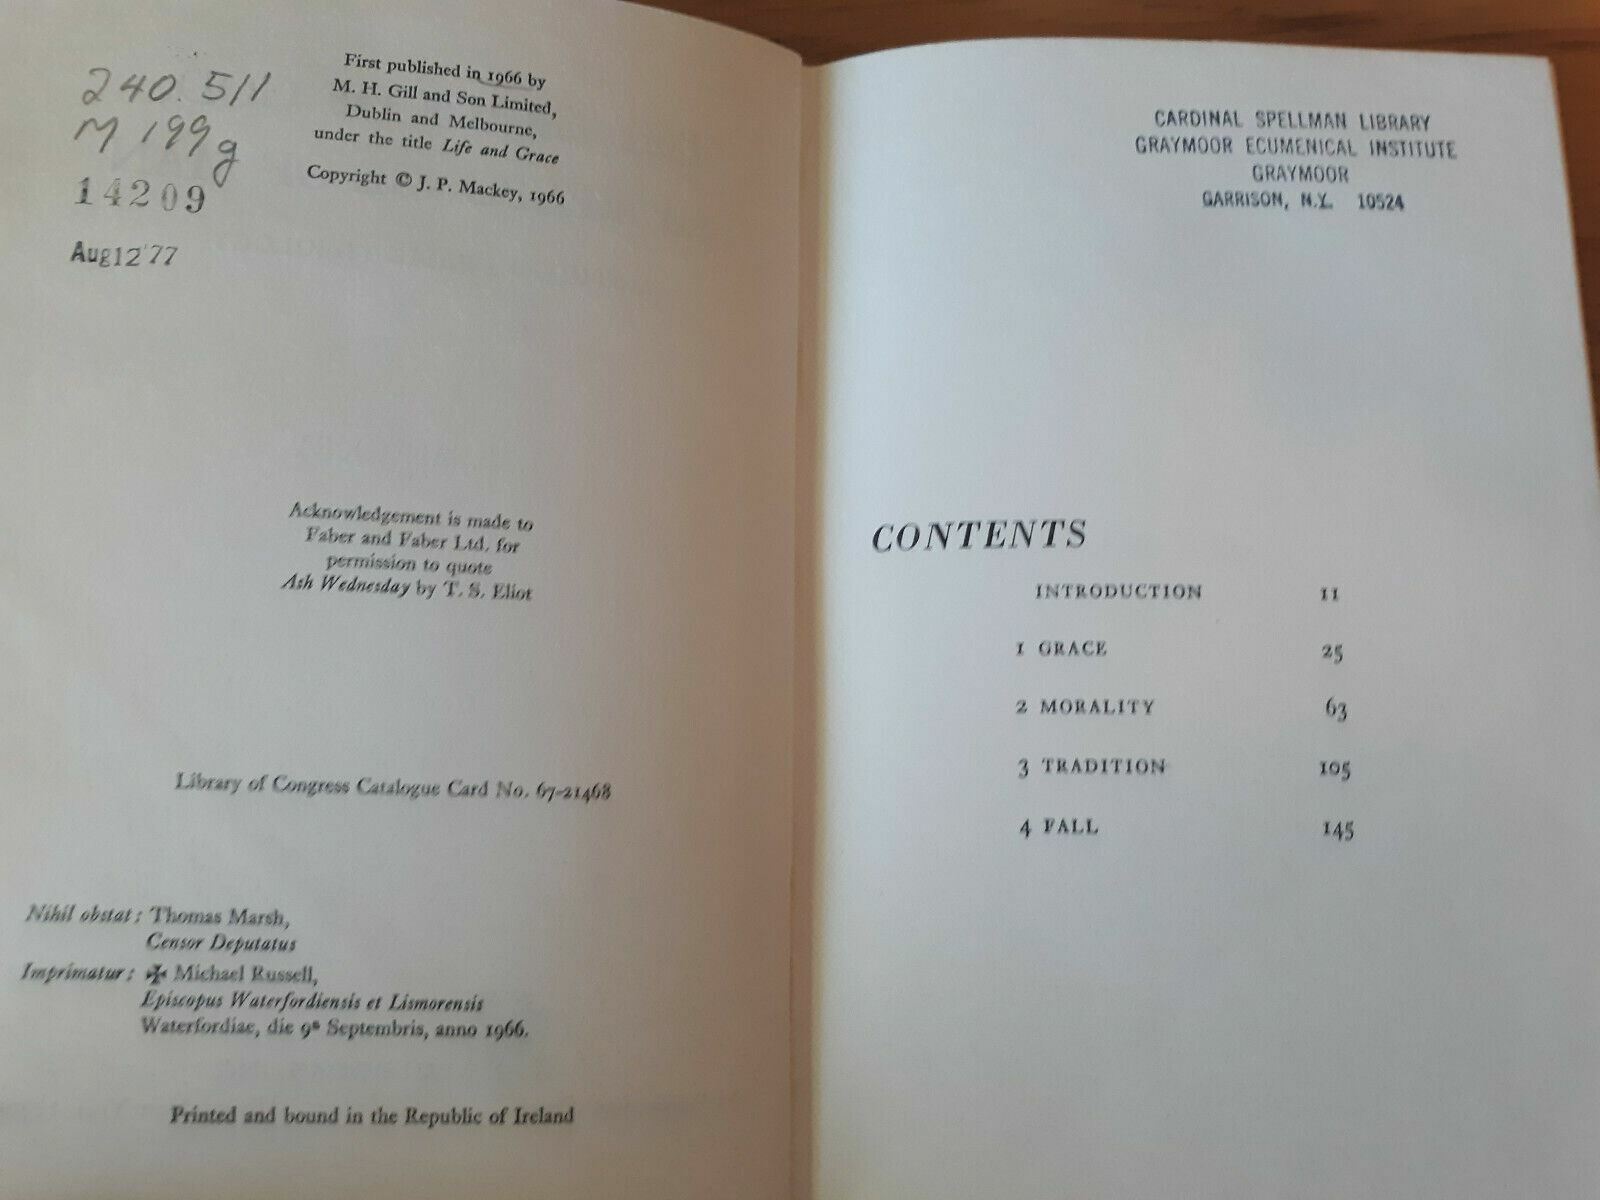 240.511
M199g
14209
Aug12'77
First published in 1966 by
M. H. Gill and Son Limited,
Dublin and Melbourne,
under the title Life and Grace
Copyright © J. P. Mackey, 1966
Acknowledgement is made to
Faber and Faber Ltd. for
permission to quote
Ash Wednesday by T. S. Eliot
Library of Congress Catalogue Card No. 67-21468
Nihil obstat: Thomas Marsh,
Censor Deputatus
Imprimatur: ✠ Michael Russell,
Episcopus Waterfordiensis et Lismorensis
Waterfordiae, die 9ª Septembris, anno 1966.
Printed and bound in the Republic of Ireland
CARDINAL SPELLMAN LIBRARY
GRAYMOOR ECUMENICAL INSTITUTE
GRAYMOOR
GARRISON, N.Y. 10524
CONTENTS
INTRODUCTION 11
1 GRACE 25
2 MORALITY 63
3 TRADITION 105
4 FALL 145